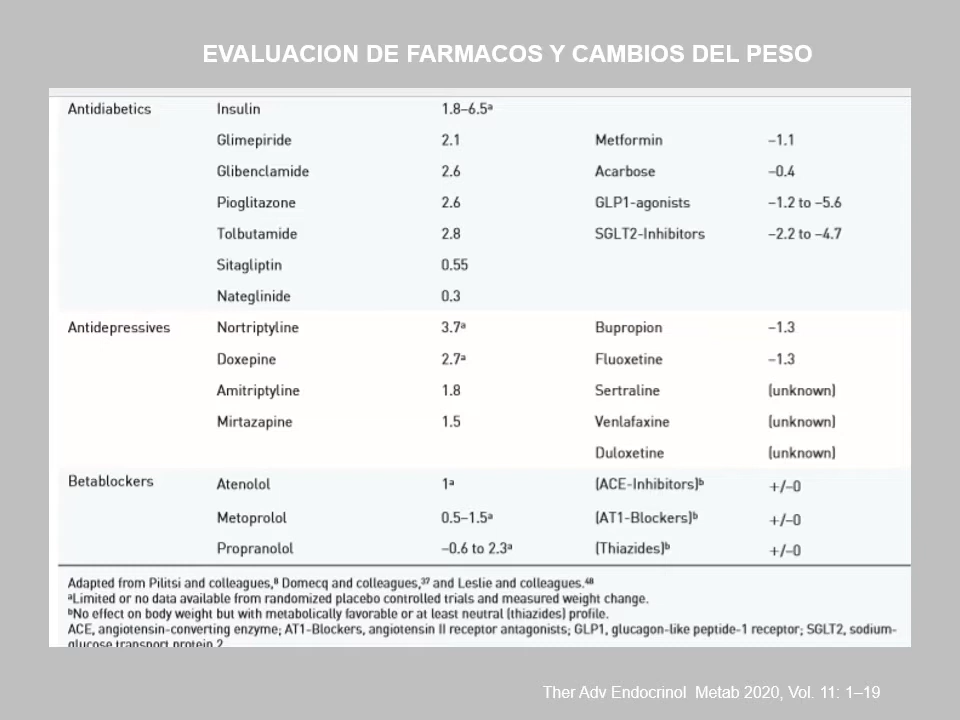 EVALUACION DE FARMACOS Y CAMBIOS DEL PESO
Antidiabetics Insulin 1.8–6.5ᵃ
Glimepiride 2.1 Metformin –1.1
Glibenclamide 2.6 Acarbose –0.4
Pioglitazone 2.6 GLP1-agonists –1.2 to –5.6
Tolbutamide 2.8 SGLT2-Inhibitors –2.2 to –4.7
Sitagliptin 0.55
Nateglinide 0.3
Antidepressives Nortriptyline 3.7ᵃ Bupropion –1.3
Doxepine 2.7ᵃ Fluoxetine –1.3
Amitriptyline 1.8 Sertraline (unknown)
Mirtazapine 1.5 Venlafaxine (unknown)
Duloxetine (unknown)
Betablockers Atenolol 1ᵃ (ACE-Inhibitors)ᵇ +/–0
Metoprolol 0.5–1.5ᵃ (AT1-Blockers)ᵇ +/–0
Propranolol –0.6 to 2.3ᵃ (Thiazides)ᵇ +/–0
Adapted from Pilitsi and colleagues,⁸ Domecq and colleagues,³⁷ and Leslie and colleagues.⁴⁸
ᵃLimited or no data available from randomized placebo controlled trials and measured weight change.
ᵇNo effect on body weight but with metabolically favorable or at least neutral (thiazides) profile.
ACE, angiotensin-converting enzyme; AT1-Blockers, angiotensin II receptor antagonists; GLP1, glucagon-like peptide-1 receptor; SGLT2, sodium-
glucose transport protein 2
Ther Adv Endocrinol Metab 2020, Vol. 11: 1–19